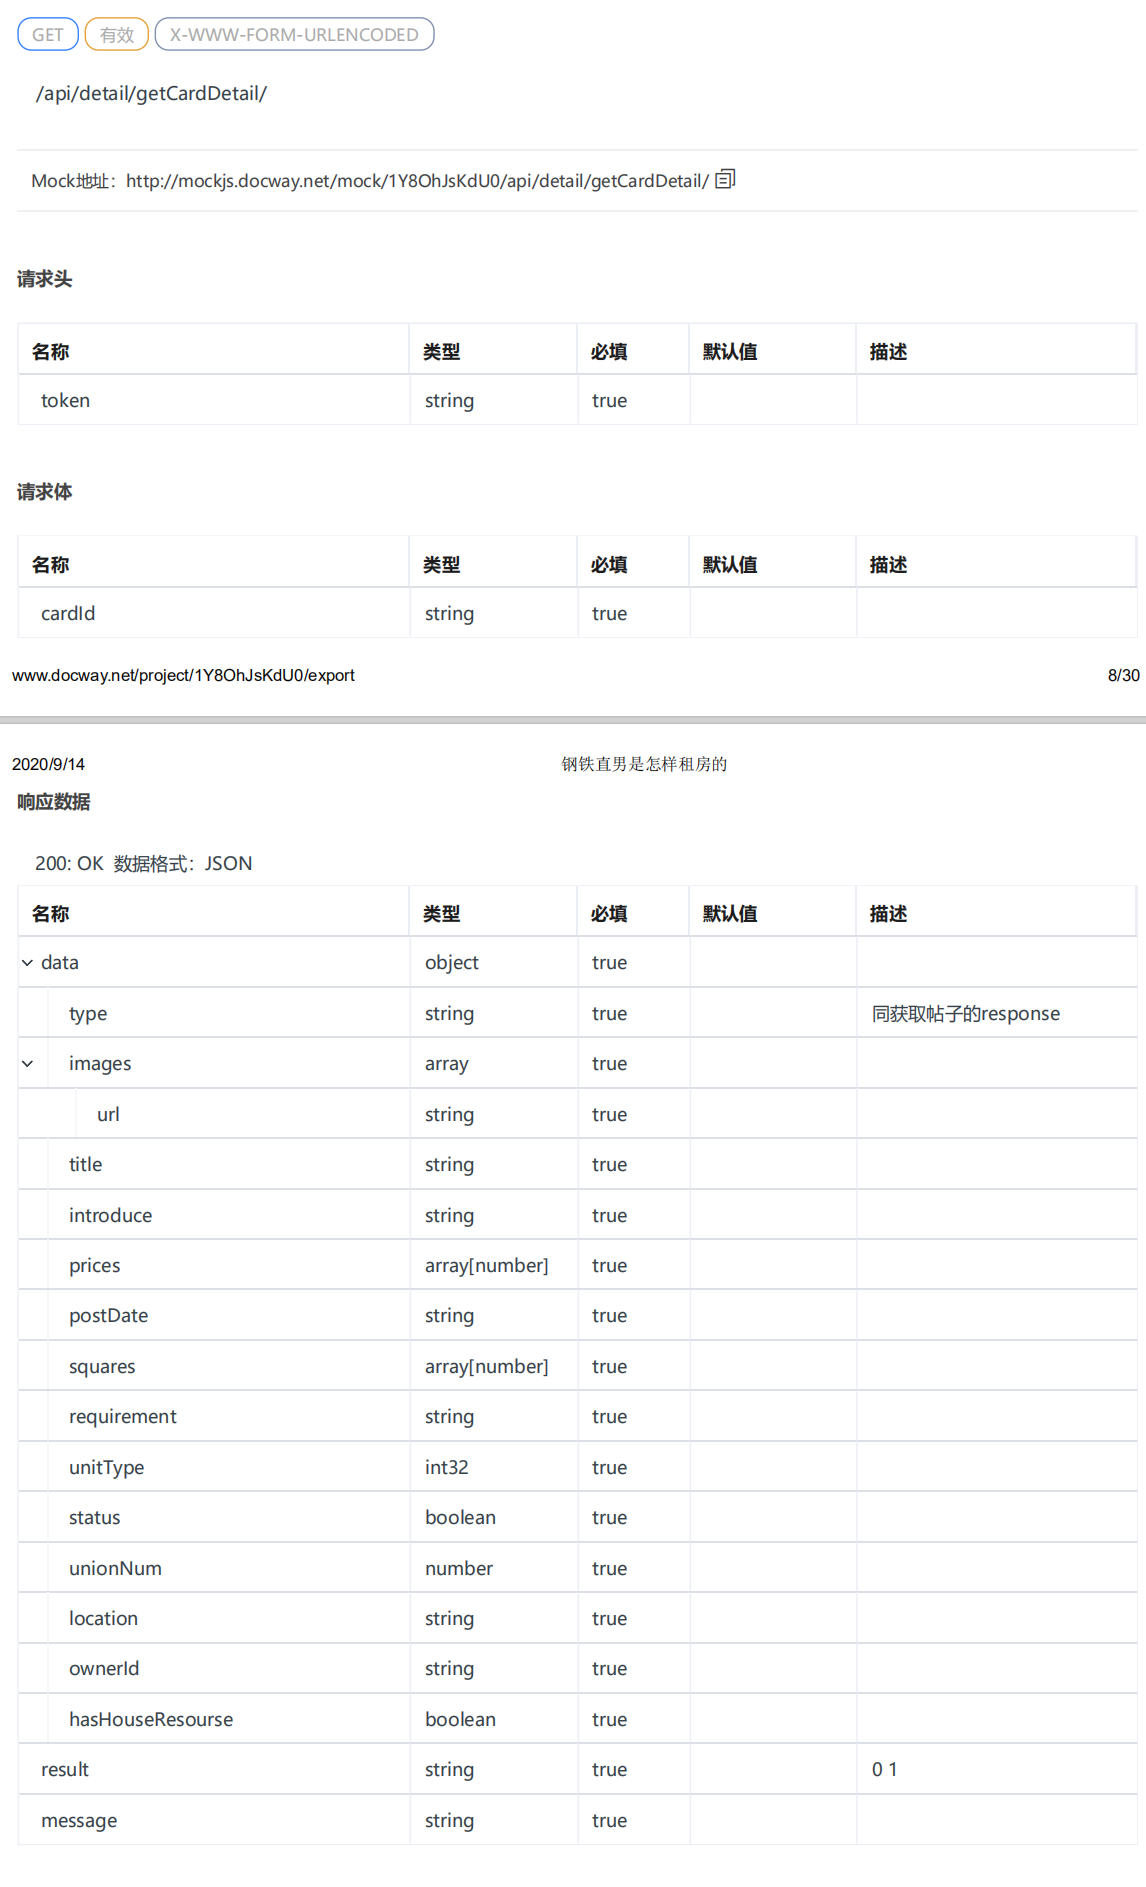 GET 有效 X-WWW-FORM-URLENCODED
/api/detail/getCardDetail/
Mock地址：http://mockjs.docway.net/mock/1Y8OhJsKdU0/api/detail/getCardDetail/
请求头
名称 类型 必填 默认值 描述
token string true
请求体
名称 类型 必填 默认值 描述
cardId string true
www.docway.net/project/1Y8OhJsKdU0/export 8/30
2020/9/14 钢铁直男是怎样租房的
响应数据
200: OK 数据格式：JSON
名称 类型 必填 默认值 描述
data object true
type string true 同获取帖子的response
images array true
url string true
title string true
introduce string true
prices array[number] true
postDate string true
squares array[number] true
requirement string true
unitType int32 true
status boolean true
unionNum number true
location string true
ownerId string true
hasHouseResourse boolean true
result string true 0 1
message string true